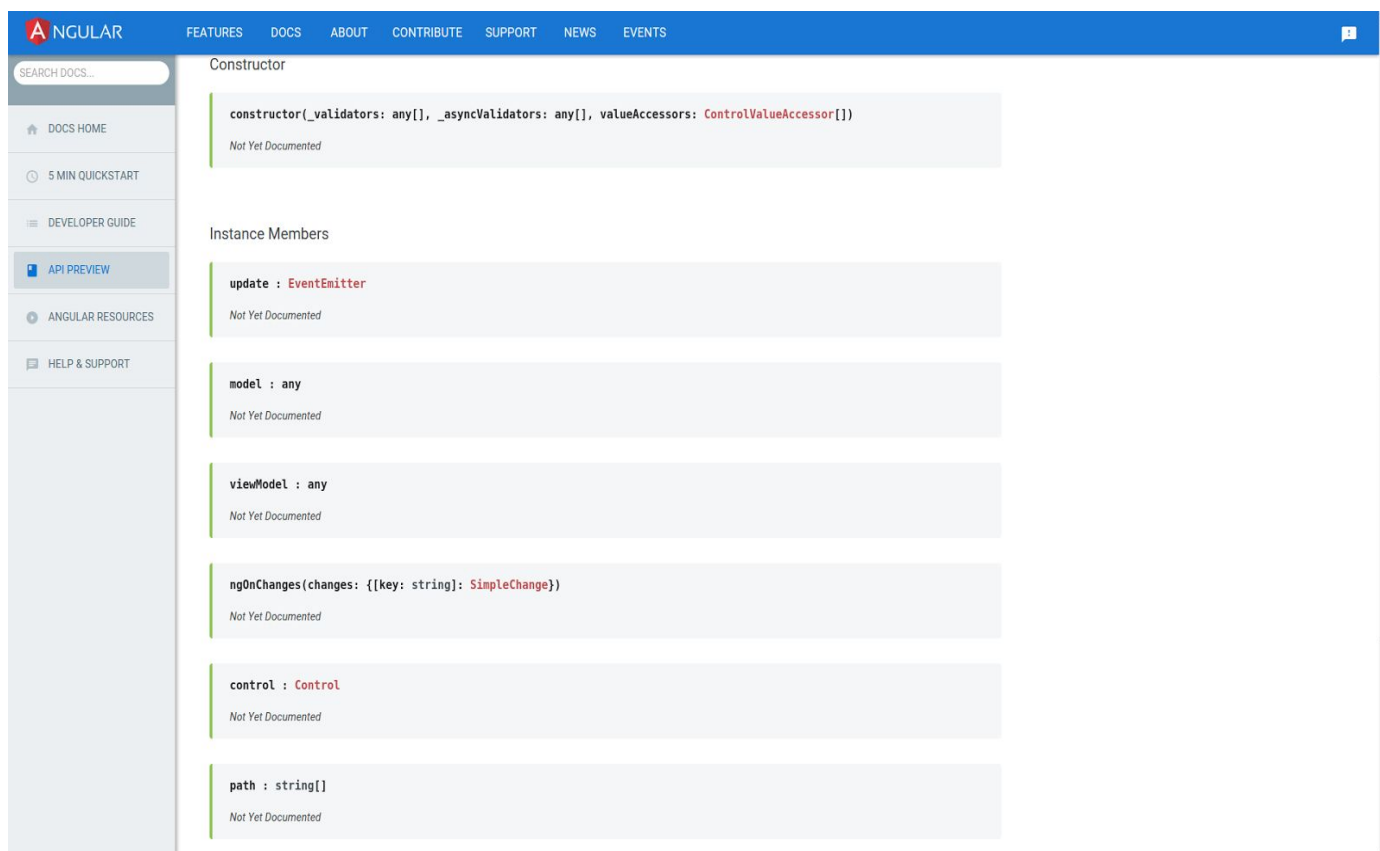 ANGULAR
FEATURES DOCS ABOUT CONTRIBUTE SUPPORT NEWS EVENTS
SEARCH DOCS...
DOCS HOME
5 MIN QUICKSTART
DEVELOPER GUIDE
API PREVIEW
ANGULAR RESOURCES
HELP & SUPPORT
Constructor
constructor(_validators: any[], _asyncValidators: any[], valueAccessors: ControlValueAccessor[])
Not Yet Documented
Instance Members
update : EventEmitter
Not Yet Documented
model : any
Not Yet Documented
viewModel : any
Not Yet Documented
ngOnChanges(changes: {[key: string]: SimpleChange})
Not Yet Documented
control : Control
Not Yet Documented
path : string[]
Not Yet Documented